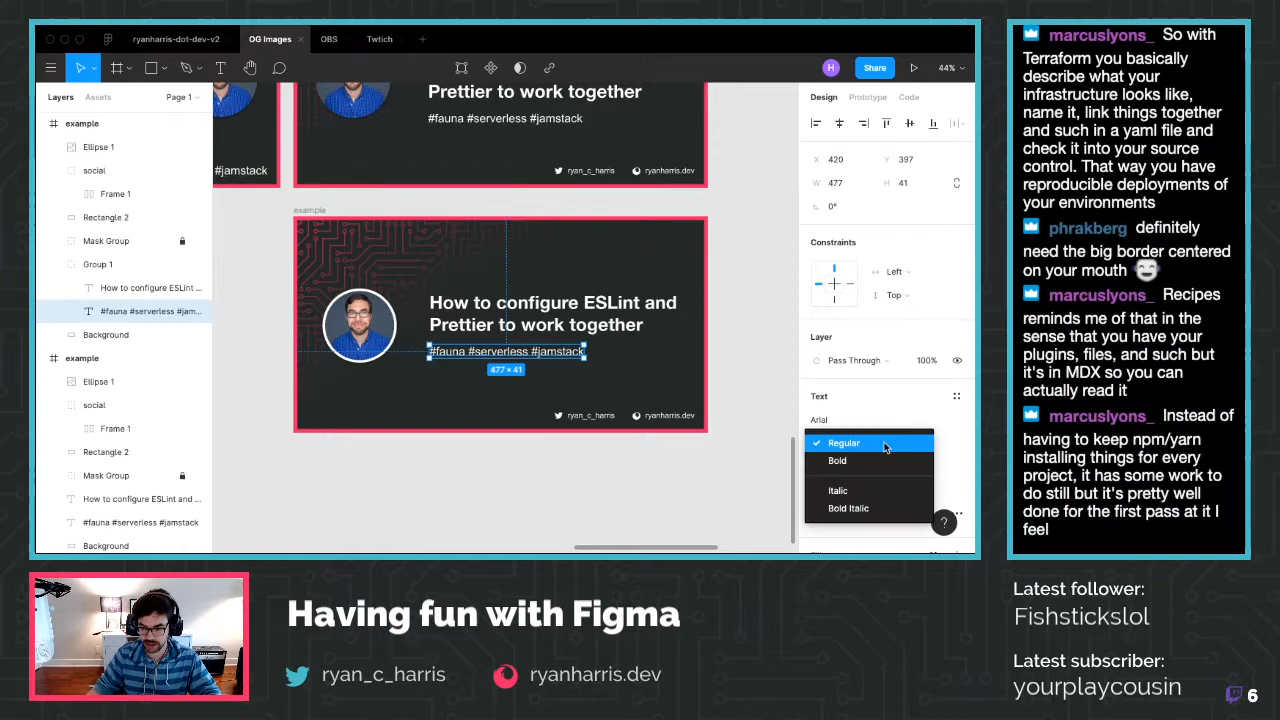 ryanharris-dot-dev-v2
OG Images
OBS
Twtich
Share
44%
H
Layers
Assets
Page 1
example
Ellipse 1
social
Frame 1
Rectangle 2
Mask Group
Group 1
How to configure ESLint ...
#fauna #serverless #jam...
Background
example
Ellipse 1
social
Frame 1
Rectangle 2
Mask Group
How to configure ESLint and ...
#fauna #serverless #jamstack
Background
#jamstack
Prettier to work together
#fauna #serverless #jamstack
ryan_c_harris
ryanharris.dev
example
How to configure ESLint and
Prettier to work together
#fauna #serverless #jamstack
477 × 41
ryan_c_harris
ryanharris.dev
Design
Prototype
Code
X 420
Y 397
W 477
H 41
0°
Constraints
Left
Top
Layer
Pass Through
100%
Text
Arial
Regular
Bold
Italic
Bold Italic
?
marcuslyons_ So with
Terraform you basically
describe what your
infrastructure looks like,
name it, link things together
and such in a yaml file and
check it into your source
control. That way you have
reproducible deployments of
your environments
phrakberg definitely
need the big border centered
on your mouth
marcuslyons_ Recipes
reminds me of that in the
sense that you have your
plugins, files, and such but
it's in MDX so you can
actually read it
marcuslyons_ Instead of
having to keep npm/yarn
installing things for every
project, it has some work to
do still but it's pretty well
done for the first pass at it I
feel
Having fun with Figma
ryan_c_harris
ryanharris.dev
Latest follower:
Fishstickslol
Latest subscriber:
yourplaycousin
6